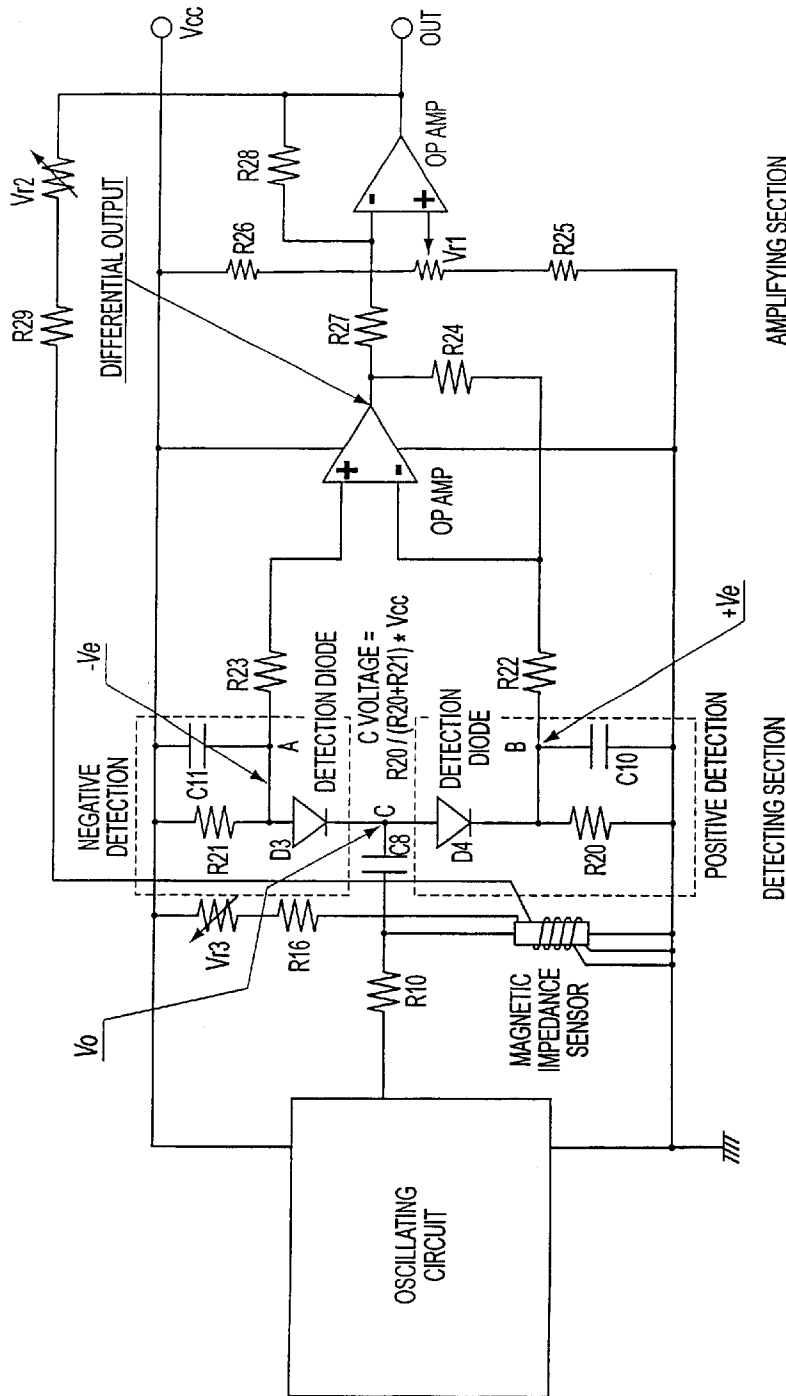 Vcc
OUT
Vr2
R29
DIFFERENTIAL OUTPUT
R28
R26
OP AMP
-
+
Vr1
R25
R27
R24
+
-
OP AMP
-Ve
R23
C VOLTAGE =
R20 /(R20+R21) * Vcc
R22
+Ve
NEGATIVE
DETECTION
C11
A
R21
D3
DETECTION DIODE
C
C8
DETECTION
DIODE
D4
B
C10
R20
POSITIVE DETECTION
Vo
Vr3
R16
R10
MAGNETIC
IMPEDANCE
SENSOR
OSCILLATING
CIRCUIT
DETECTING SECTION
AMPLIFYING SECTION